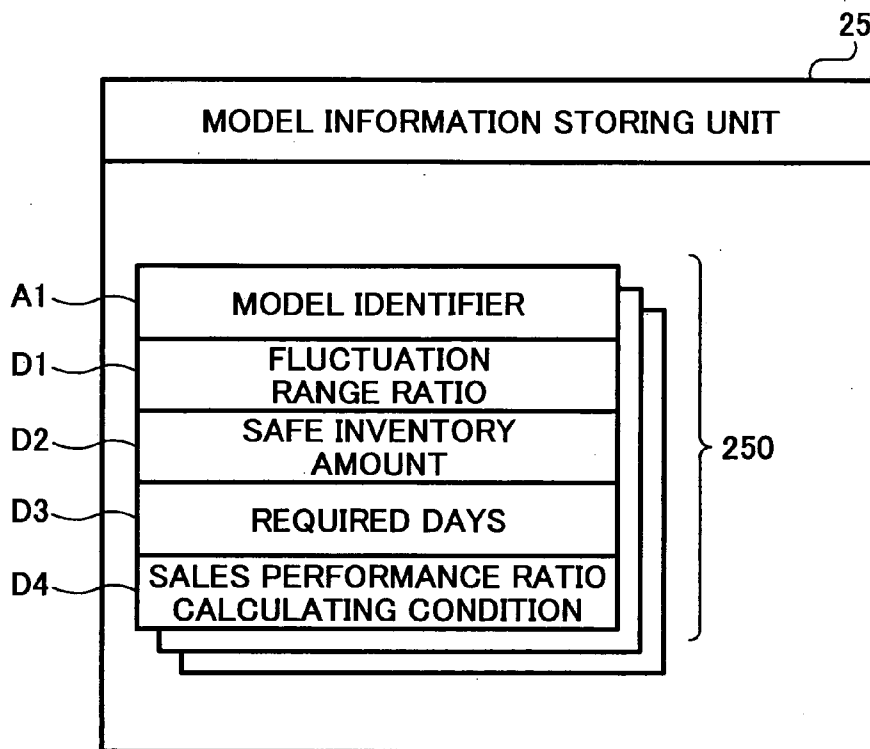 25
MODEL INFORMATION STORING UNIT
A1
MODEL IDENTIFIER
D1
FLUCTUATION
RANGE RATIO
D2
SAFE INVENTORY
AMOUNT
250
D3
REQUIRED DAYS
D4
SALES PERFORMANCE RATIO
CALCULATING CONDITION